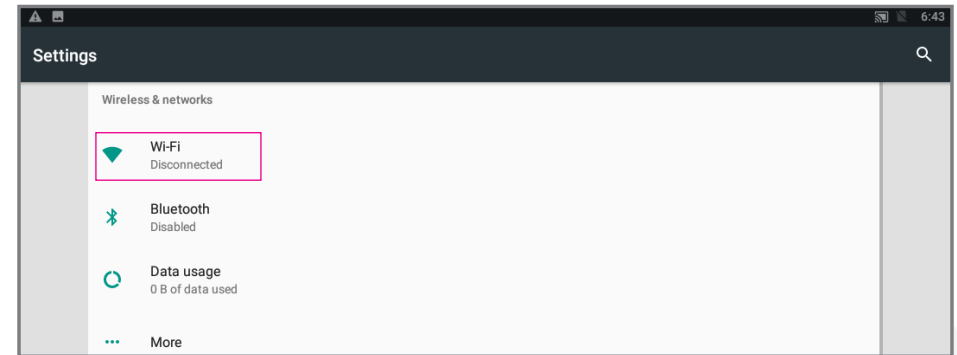 6:43
Settings
Wireless & networks
Wi-Fi
Disconnected
Bluetooth
Disabled
Data usage
0 B of data used
More